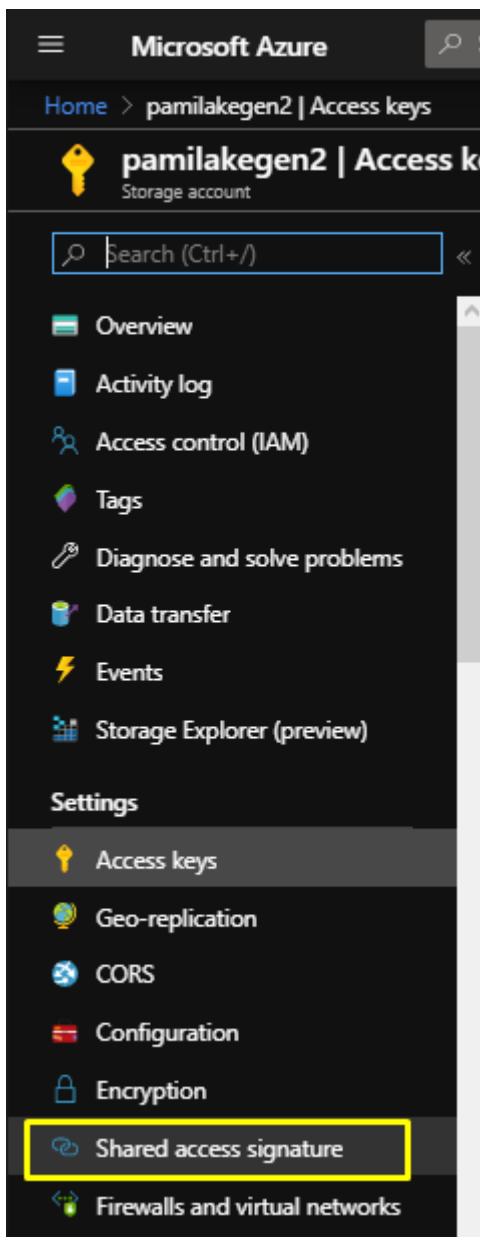 Microsoft Azure
Home > pamilakegen2 | Access keys
pamilakegen2 | Access k
Storage account
Search (Ctrl+/)
«
Overview
Activity log
Access control (IAM)
Tags
Diagnose and solve problems
Data transfer
Events
Storage Explorer (preview)
Settings
Access keys
Geo-replication
CORS
Configuration
Encryption
Shared access signature
Firewalls and virtual networks